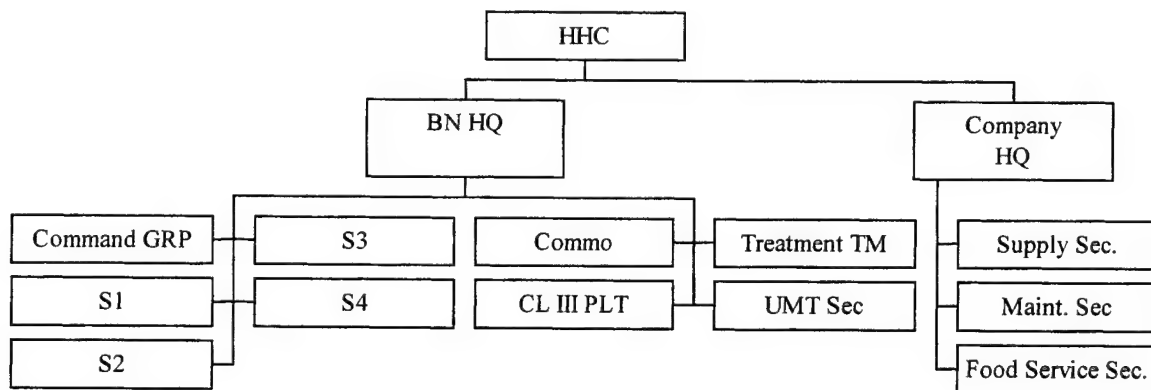 HHC
BN HQ
Company
HQ
Command GRP
S3
Commo
Treatment TM
Supply Sec.
S1
S4
CL III PLT
UMT Sec
Maint. Sec
S2
Food Service Sec.